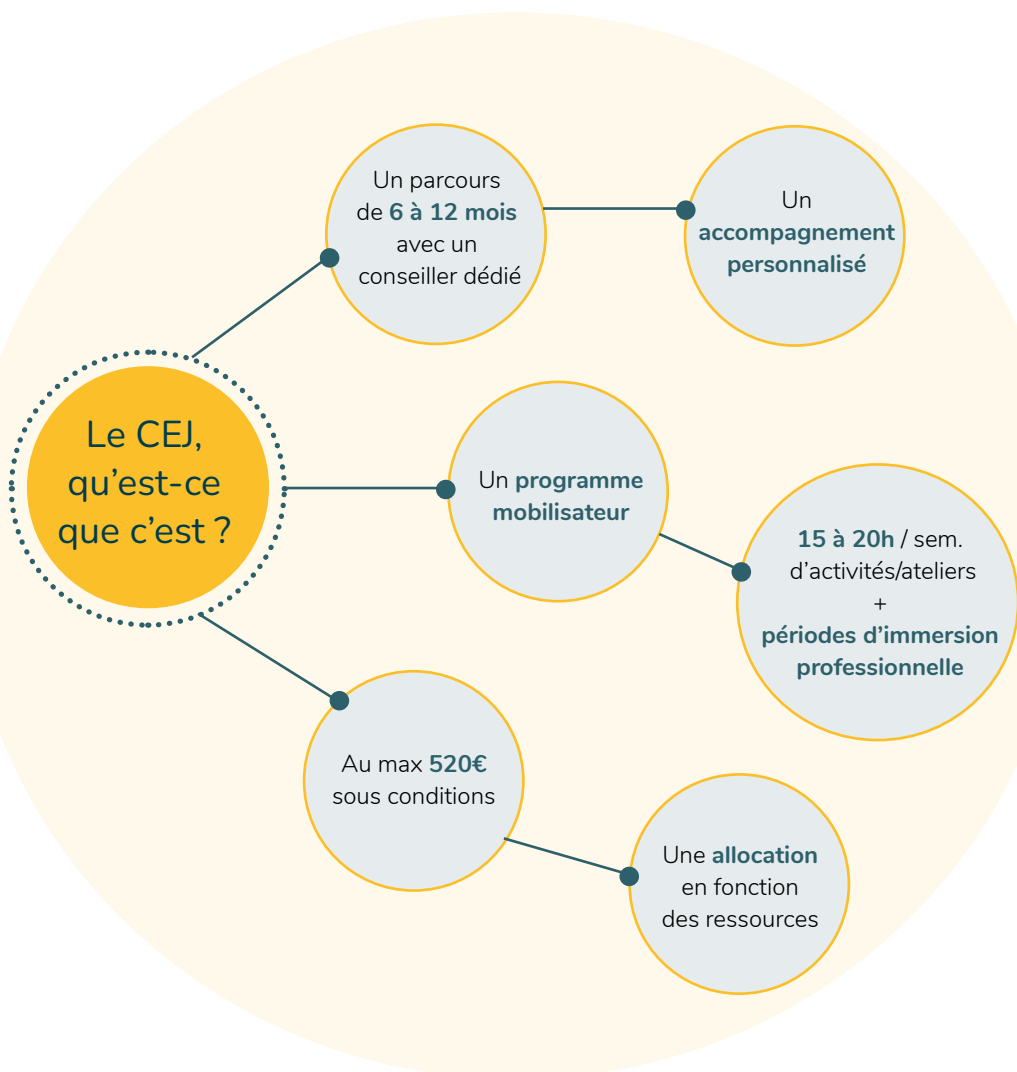 Le CEJ,
qu'est-ce
que c'est ?
Un parcours
de 6 à 12 mois
avec un
conseiller dédié
Un
accompagnement
personnalisé
Un programme
mobilisateur
15 à 20h / sem.
d'activités/ateliers
+
périodes d'immersion
professionnelle
Au max 520€
sous conditions
Une allocation
en fonction
des ressources